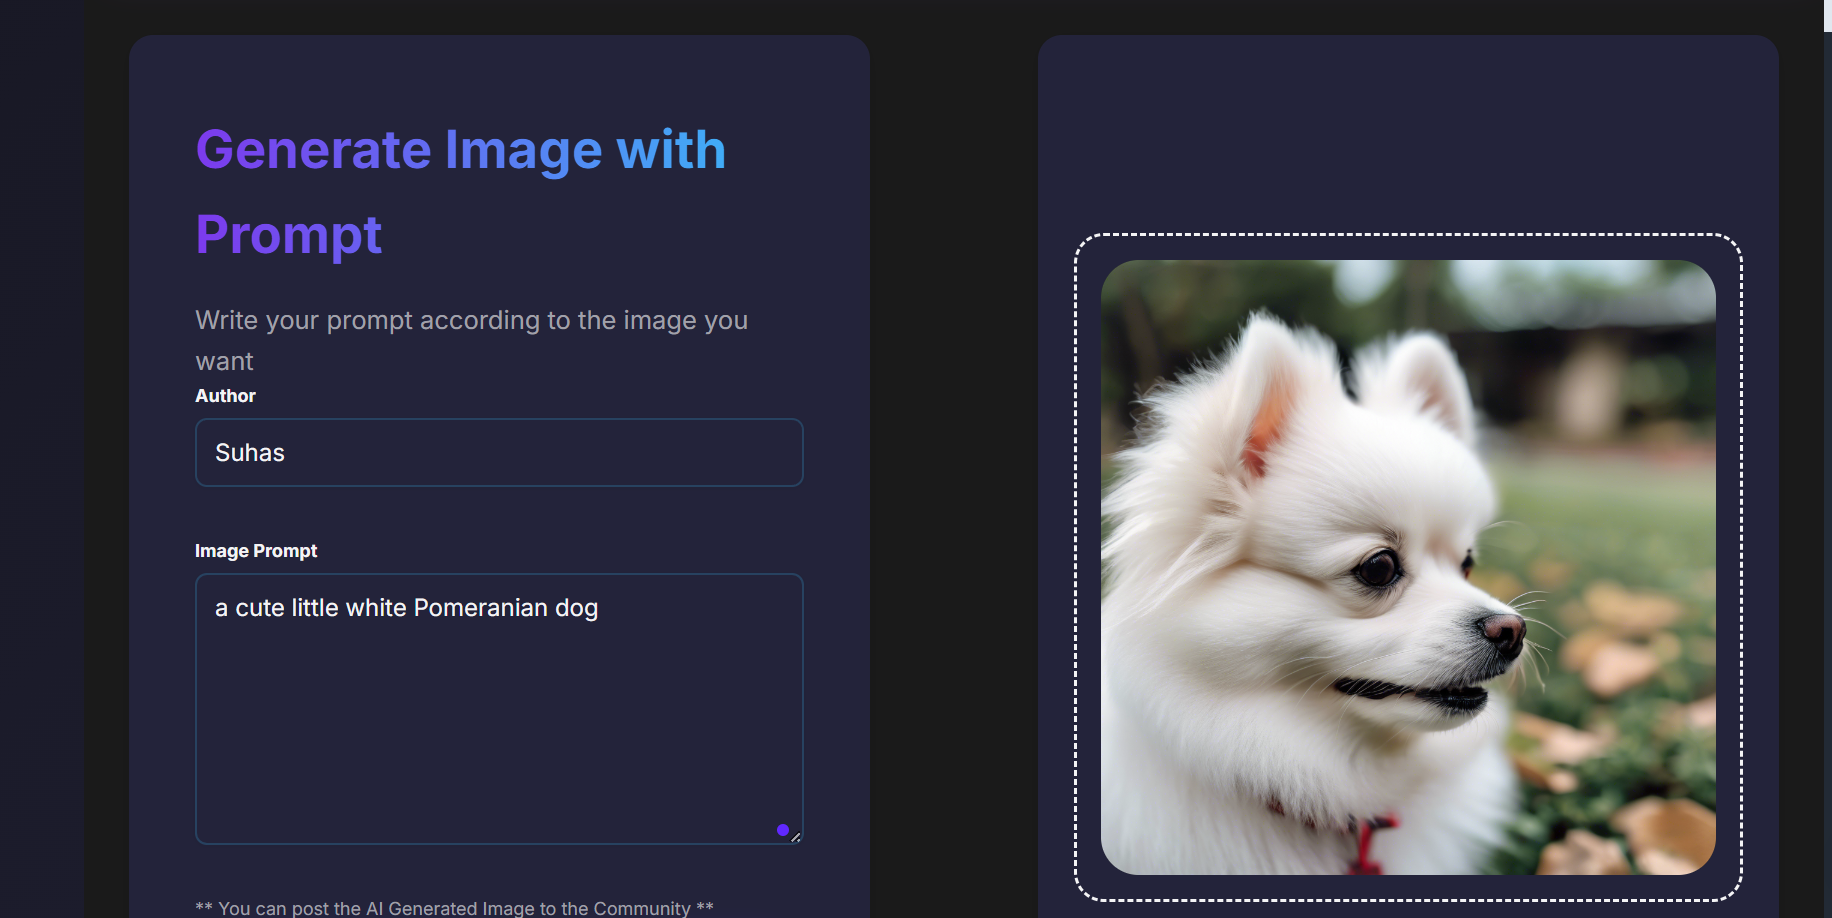 Generate Image with
Prompt
Write your prompt according to the image you
want
Author
Suhas
Image Prompt
a cute little white Pomeranian dog
** You can post the AI Generated Image to the Community **